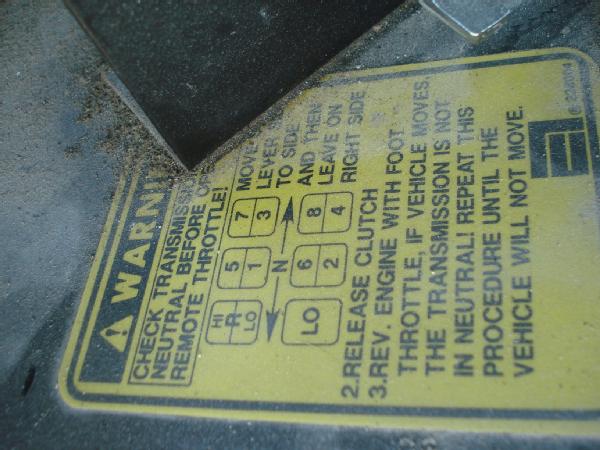 WARNI
CHECK TRANSMISSI
NEUTRAL BEFORE
REMOTE THROTTLE!
HI R LO 5 1 7 3 MOVE
N LEVER
LO 6 2 8 4 TO SIDE
AND THEN
LEAVE ON
RIGHT SIDE
2.RELEASE CLUTCH
3.REV. ENGINE WITH FOOT
THROTTLE, IF VEHICLE MOVES.
THE TRANSMISSION IS NOT
IN NEUTRAL! REPEAT THIS
PROCEDURE UNTIL THE
VEHICLE WILL NOT MOVE.